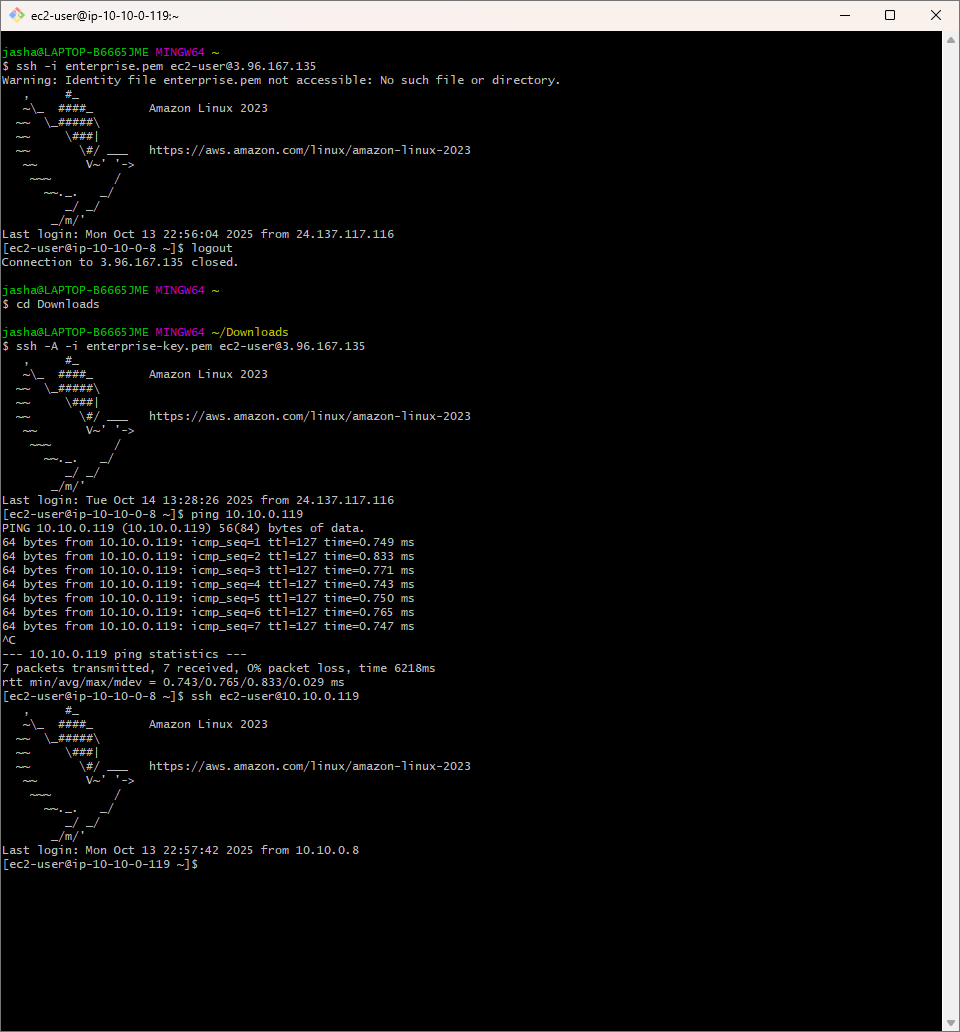 ec2-user@ip-10-10-0-119:~
jasha@LAPTOP-B6665JME MINGW64 ~
$ ssh -i enterprise.pem ec2-user@3.96.167.135
Warning: Identity file enterprise.pem not accessible: No such file or directory.
   ,     #_
   ~\_  ####_        Amazon Linux 2023
  ~~  \_#####\
  ~~     \###|
  ~~       \#/ ___   https://aws.amazon.com/linux/amazon-linux-2023
   ~~       V~' '->
    ~~~         /
      ~~._.   _/
         _/ _/
       _/m/'
Last login: Mon Oct 13 22:56:04 2025 from 24.137.117.116
[ec2-user@ip-10-10-0-8 ~]$ logout
Connection to 3.96.167.135 closed.
jasha@LAPTOP-B6665JME MINGW64 ~
$ cd Downloads
jasha@LAPTOP-B6665JME MINGW64 ~/Downloads
$ ssh -A -i enterprise-key.pem ec2-user@3.96.167.135
   ,     #_
   ~\_  ####_        Amazon Linux 2023
  ~~  \_#####\
  ~~     \###|
  ~~       \#/ ___   https://aws.amazon.com/linux/amazon-linux-2023
   ~~       V~' '->
    ~~~         /
      ~~._.   _/
         _/ _/
       _/m/'
Last login: Tue Oct 14 13:28:26 2025 from 24.137.117.116
[ec2-user@ip-10-10-0-8 ~]$ ping 10.10.0.119
PING 10.10.0.119 (10.10.0.119) 56(84) bytes of data.
64 bytes from 10.10.0.119: icmp_seq=1 ttl=127 time=0.749 ms
64 bytes from 10.10.0.119: icmp_seq=2 ttl=127 time=0.833 ms
64 bytes from 10.10.0.119: icmp_seq=3 ttl=127 time=0.771 ms
64 bytes from 10.10.0.119: icmp_seq=4 ttl=127 time=0.743 ms
64 bytes from 10.10.0.119: icmp_seq=5 ttl=127 time=0.750 ms
64 bytes from 10.10.0.119: icmp_seq=6 ttl=127 time=0.765 ms
64 bytes from 10.10.0.119: icmp_seq=7 ttl=127 time=0.747 ms
^C
--- 10.10.0.119 ping statistics ---
7 packets transmitted, 7 received, 0% packet loss, time 6218ms
rtt min/avg/max/mdev = 0.743/0.765/0.833/0.029 ms
[ec2-user@ip-10-10-0-8 ~]$ ssh ec2-user@10.10.0.119
   ,     #_
   ~\_  ####_        Amazon Linux 2023
  ~~  \_#####\
  ~~     \###|
  ~~       \#/ ___   https://aws.amazon.com/linux/amazon-linux-2023
   ~~       V~' '->
    ~~~         /
      ~~._.   _/
         _/ _/
       _/m/'
Last login: Mon Oct 13 22:57:42 2025 from 10.10.0.8
[ec2-user@ip-10-10-0-119 ~]$